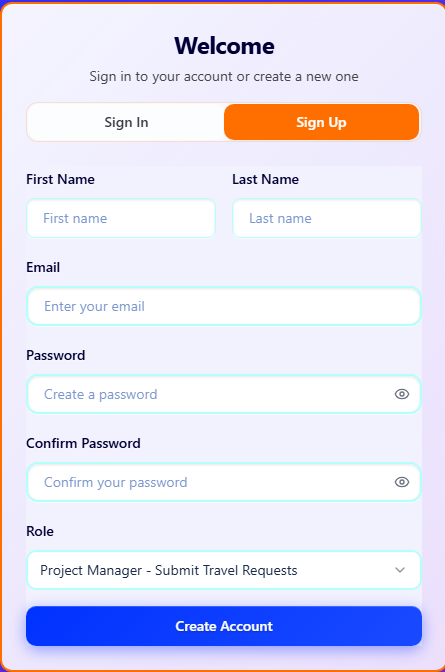 Welcome
Sign in to your account or create a new one
Sign In Sign Up
First Name Last Name
First name Last name
Email
Enter your email
Password
Create a password
Confirm Password
Confirm your password
Role
Project Manager - Submit Travel Requests
Create Account